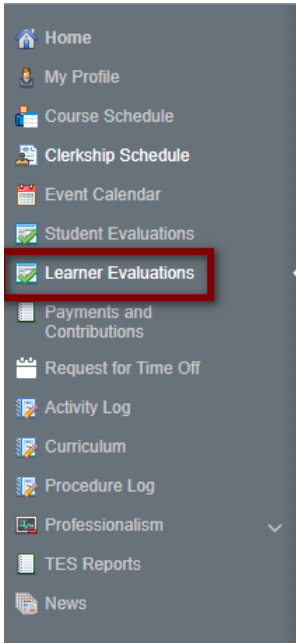 Home
My Profile
Course Schedule
Clerkship Schedule
Event Calendar
Student Evaluations
Learner Evaluations
Payments and
Contributions
Request for Time Off
Activity Log
Curriculum
Procedure Log
Professionalism
TES Reports
News